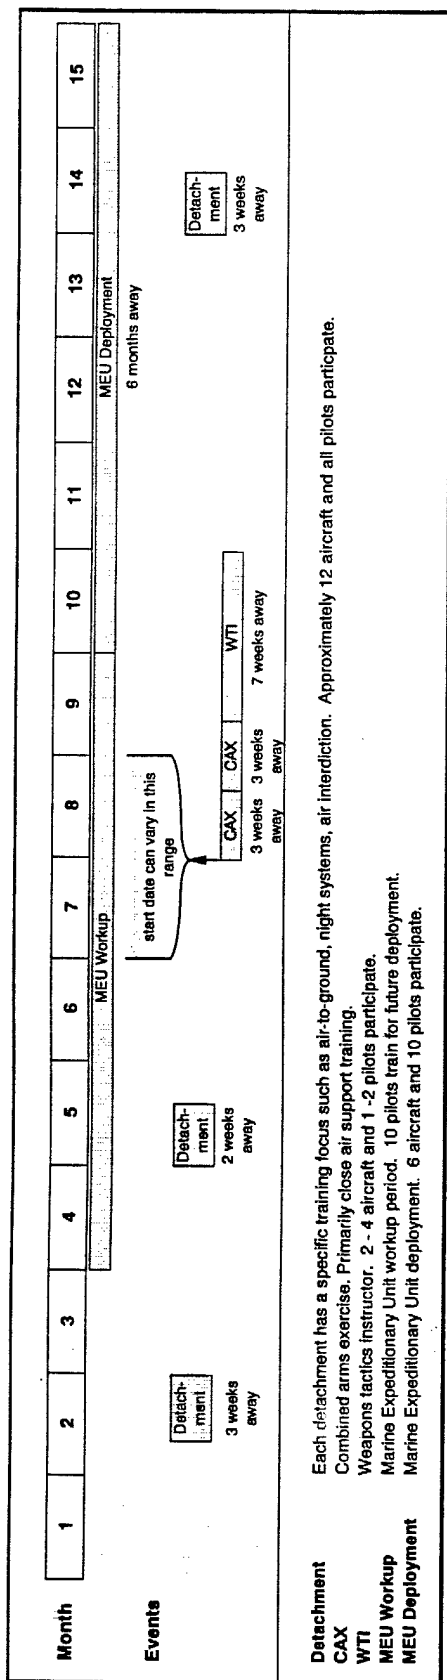 Month 1 2 3 4 5 6 7 8 9 10 11 12 13 14 15
MEU Workup MEU Deployment
6 months away
Events
Detach-
ment
3 weeks
away
Detach-
ment
2 weeks
away
start date can vary in this
range
CAX CAX WTI
3 weeks
away
3 weeks
away
7 weeks away
Detach-
ment
3 weeks
away
Detachment Each detachment has a specific training focus such as air-to-ground, night systems, air interdiction. Approximately 12 aircraft and all pilots particpate.
CAX Combined arms exercise. Primarily close air support training.
WTI Weapons tactics instructor. 2 - 4 aircraft and 1 -2 pilots participate.
MEU Workup Marine Expeditionary Unit workup period. 10 pilots train for future deployment.
MEU Deployment Marine Expeditionary Unit deployment. 6 aircraft and 10 pilots participate.